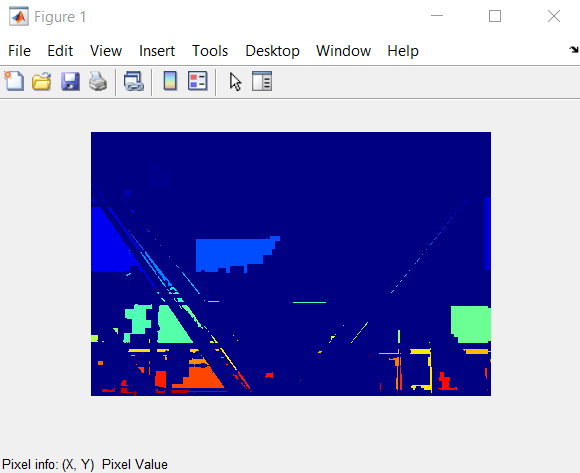 Figure 1
File Edit View Insert Tools Desktop Window Help
Pixel info: (X, Y) Pixel Value